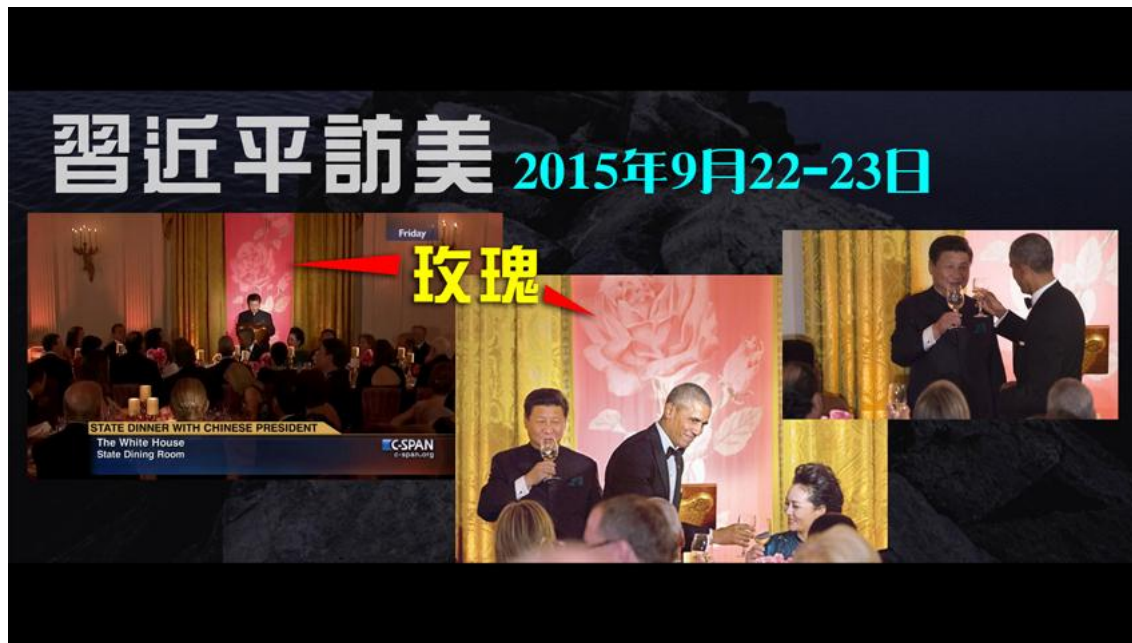 習近平訪美 2015年9月22-23日
Friday
玫瑰
STATE DINNER WITH CHINESE PRESIDENT
The White House
State Dining Room
C-SPAN
c-span.org